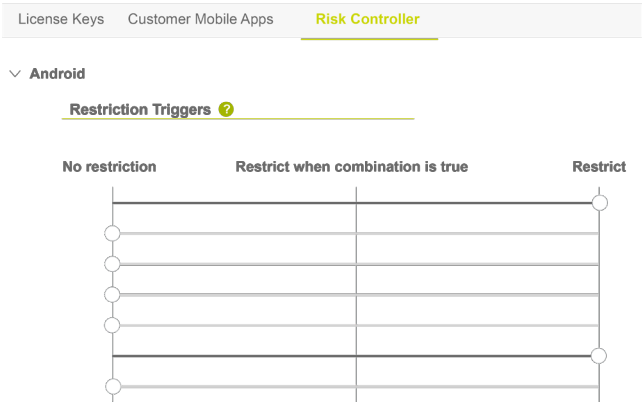 License Keys Customer Mobile Apps Risk Controller
Android
Restriction Triggers ?
No restriction Restrict when combination is true Restrict